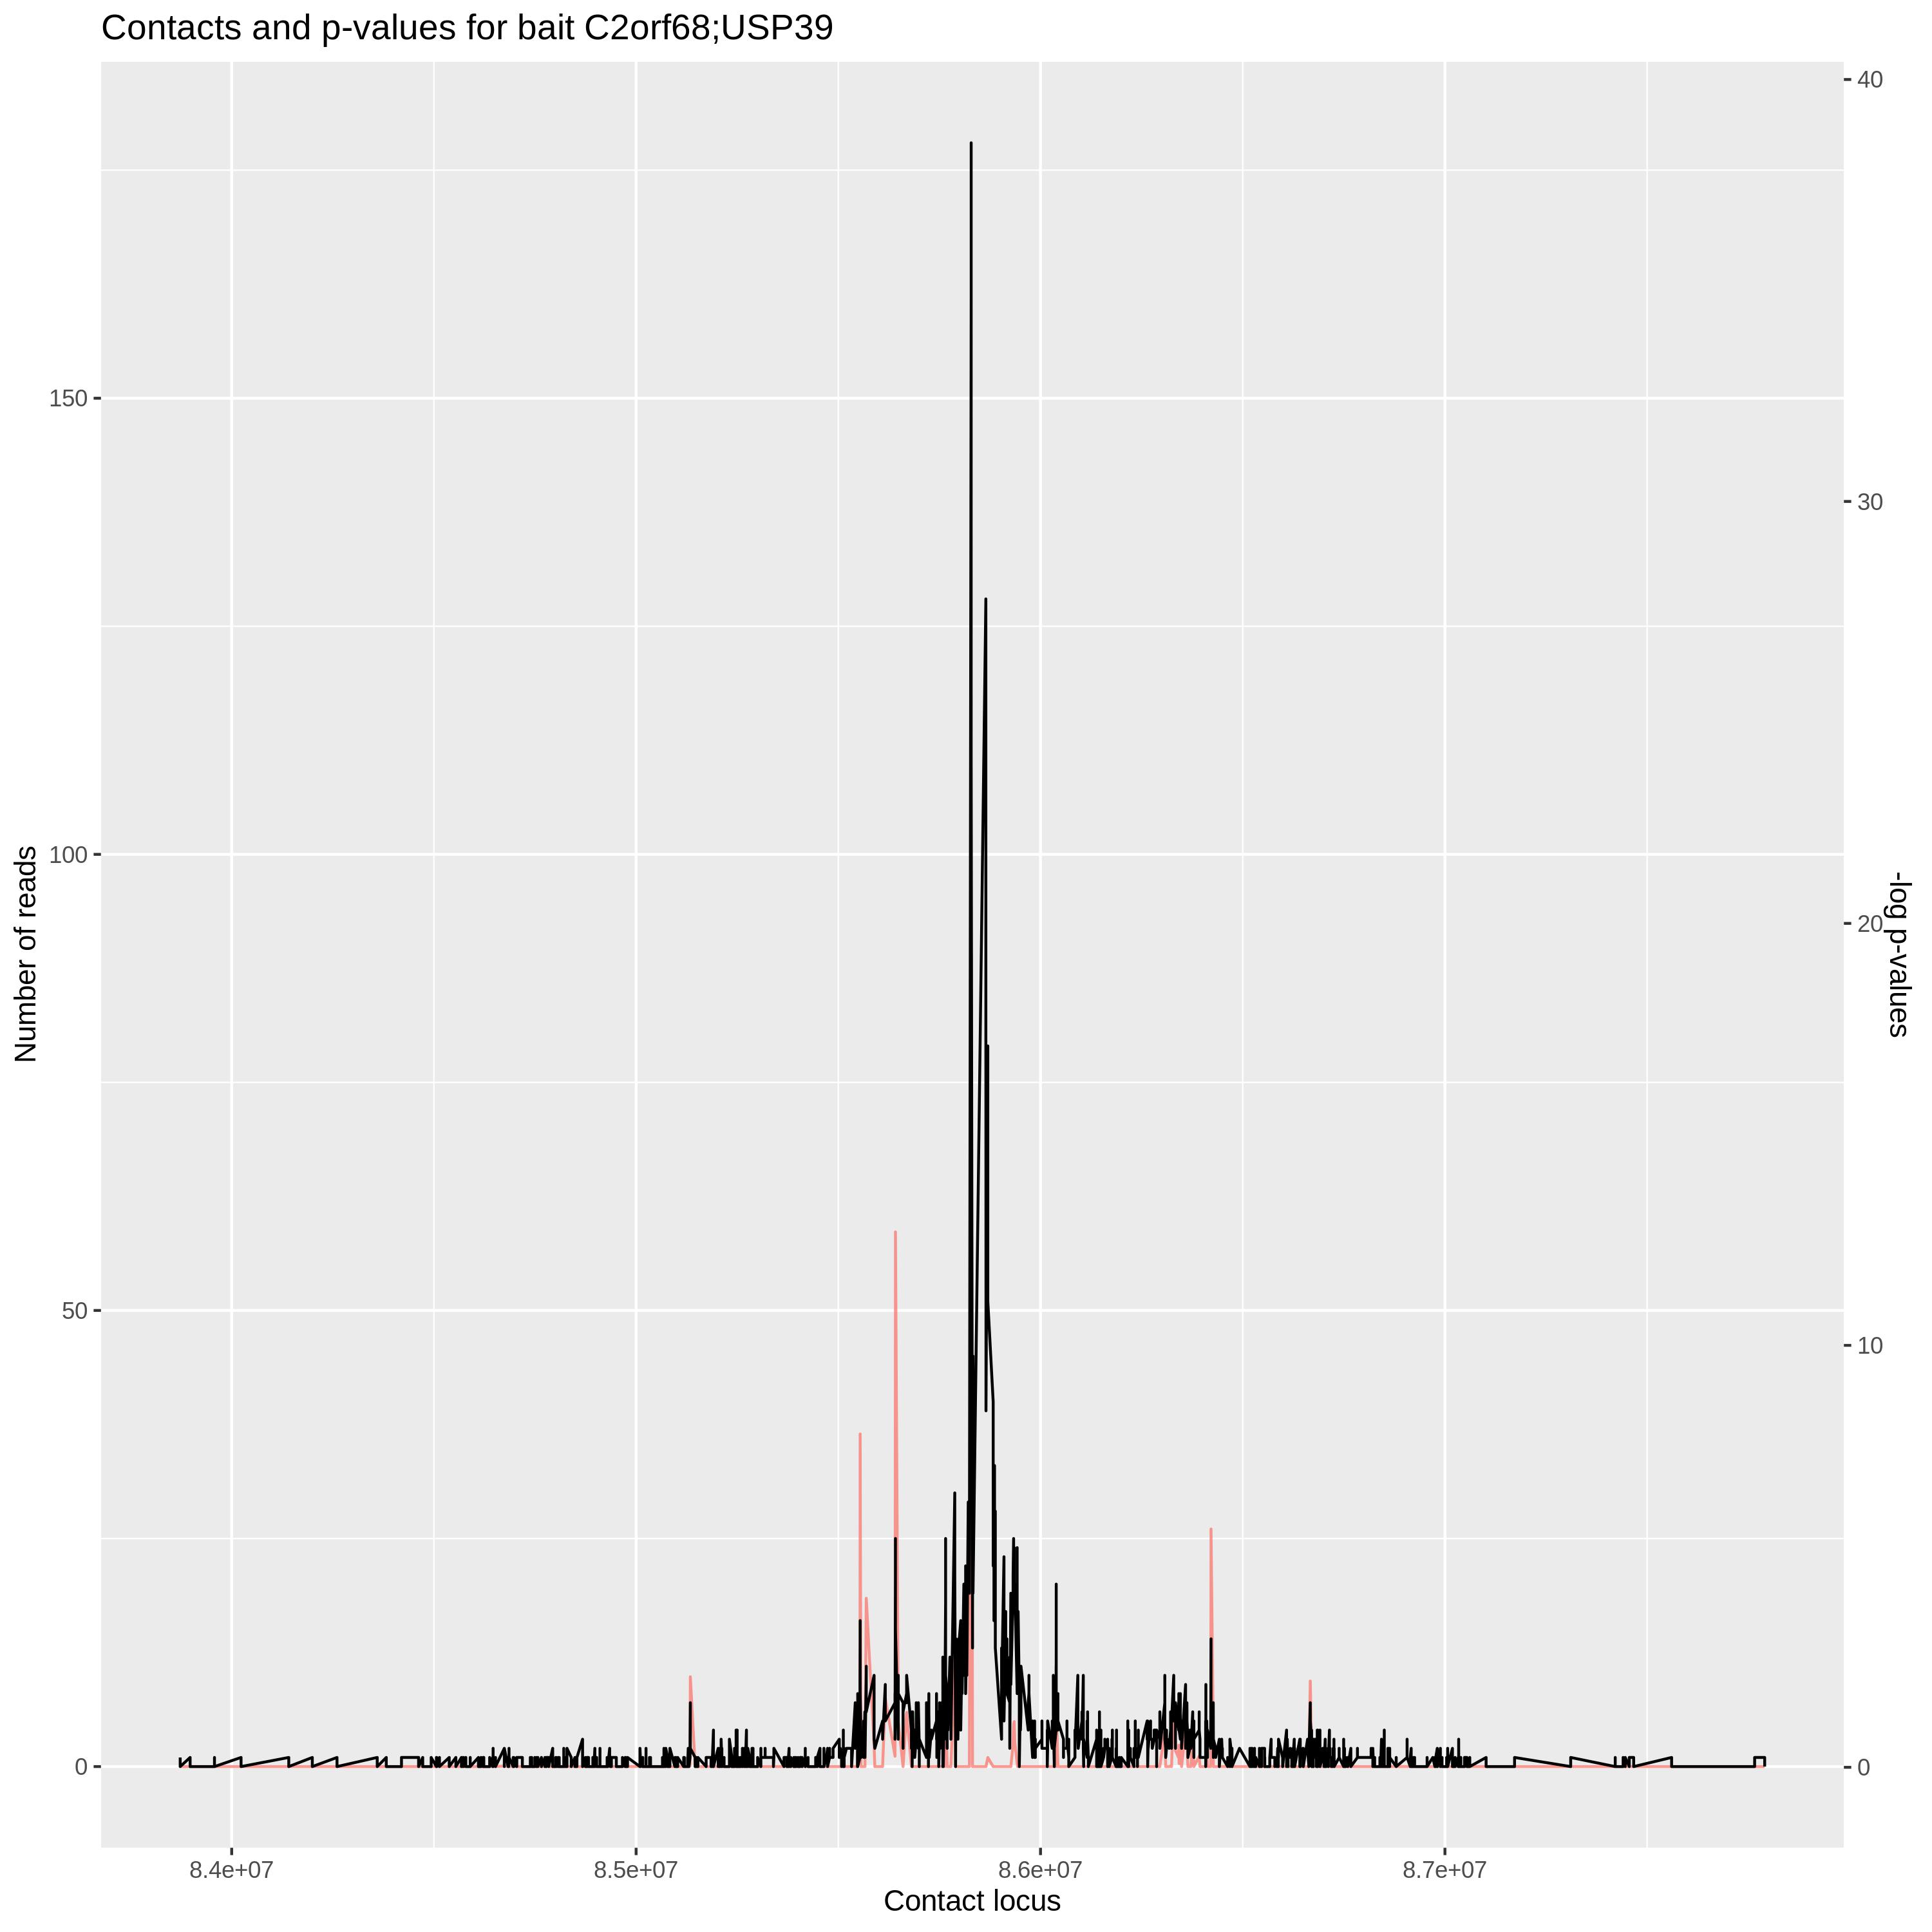 Contacts and p-values for bait C2orf68;USP39
Number of reads
150
100
50
0
40
30
20
10
0
-log p-values
8.4e+07
8.5e+07
8.6e+07
8.7e+07
Contact locus